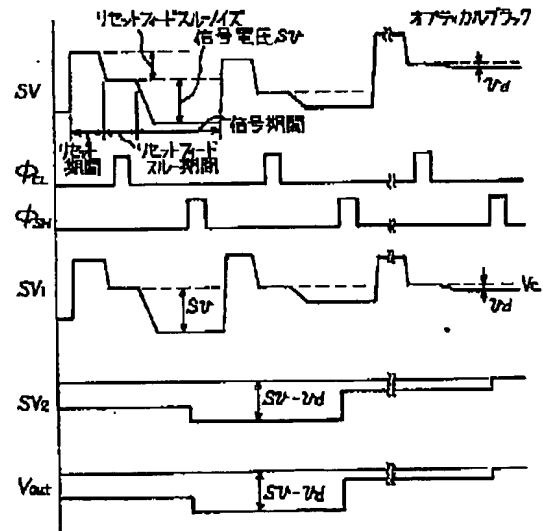 リセットフィードスルーノイズ
信号電圧SV
オプティカルブラック
SV
Vd
信号期間
リセット
期間
リセットフィード
スルー期間
ΦCL
ΦSH
SV1
SV
Vc
Vd
SV2
SV-Vd
Vout
SV-Vd